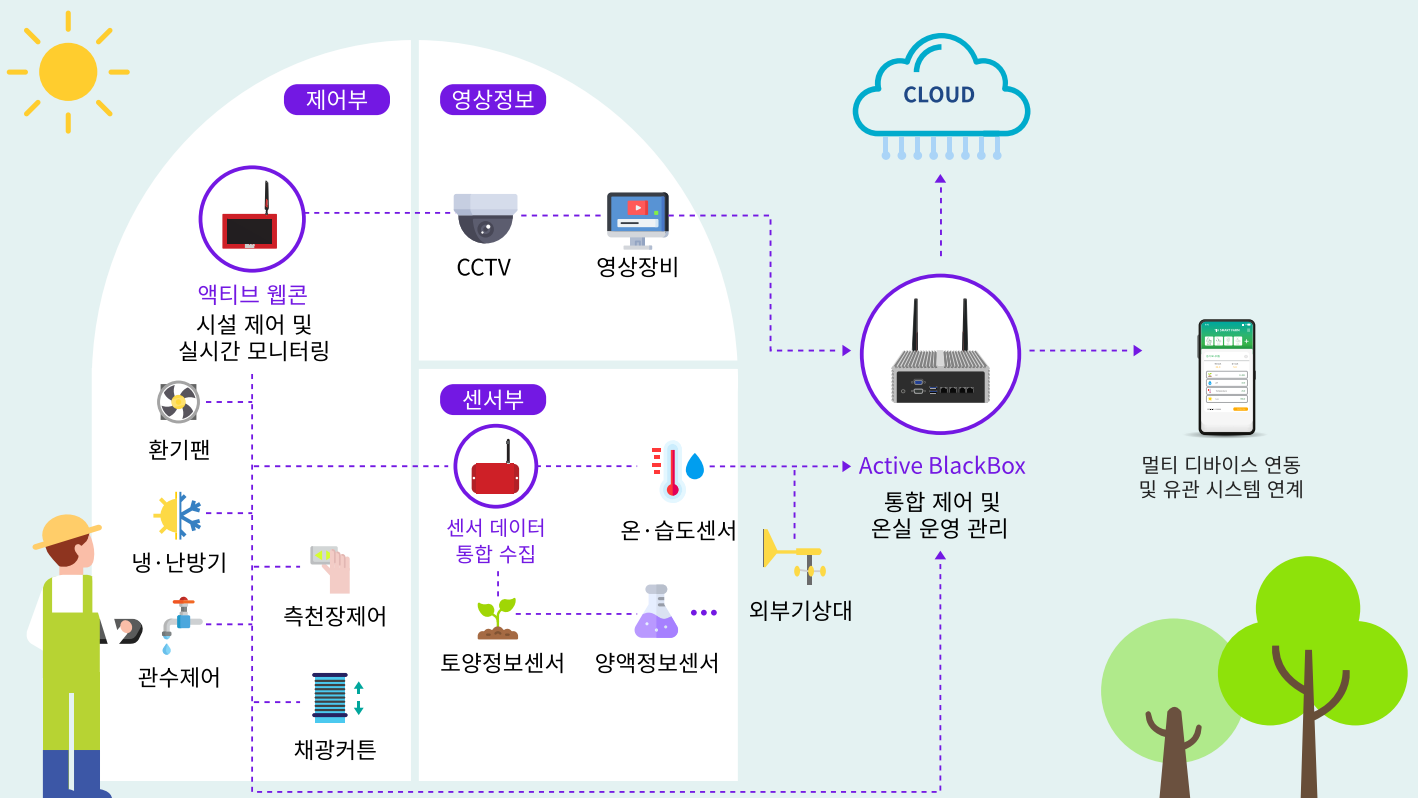 제어부
영상정보
CLOUD
CCTV
영상장비
액티브 웹콘
시설 제어 및
실시간 모니터링
환기팬
냉·난방기
관수제어
측천장제어
채광커튼
센서부
센서 데이터
통합 수집
온·습도센서
토양정보센서
양액정보센서
외부기상대
Active BlackBox
통합 제어 및
온실 운영 관리
멀티 디바이스 연동
및 유관 시스템 연계